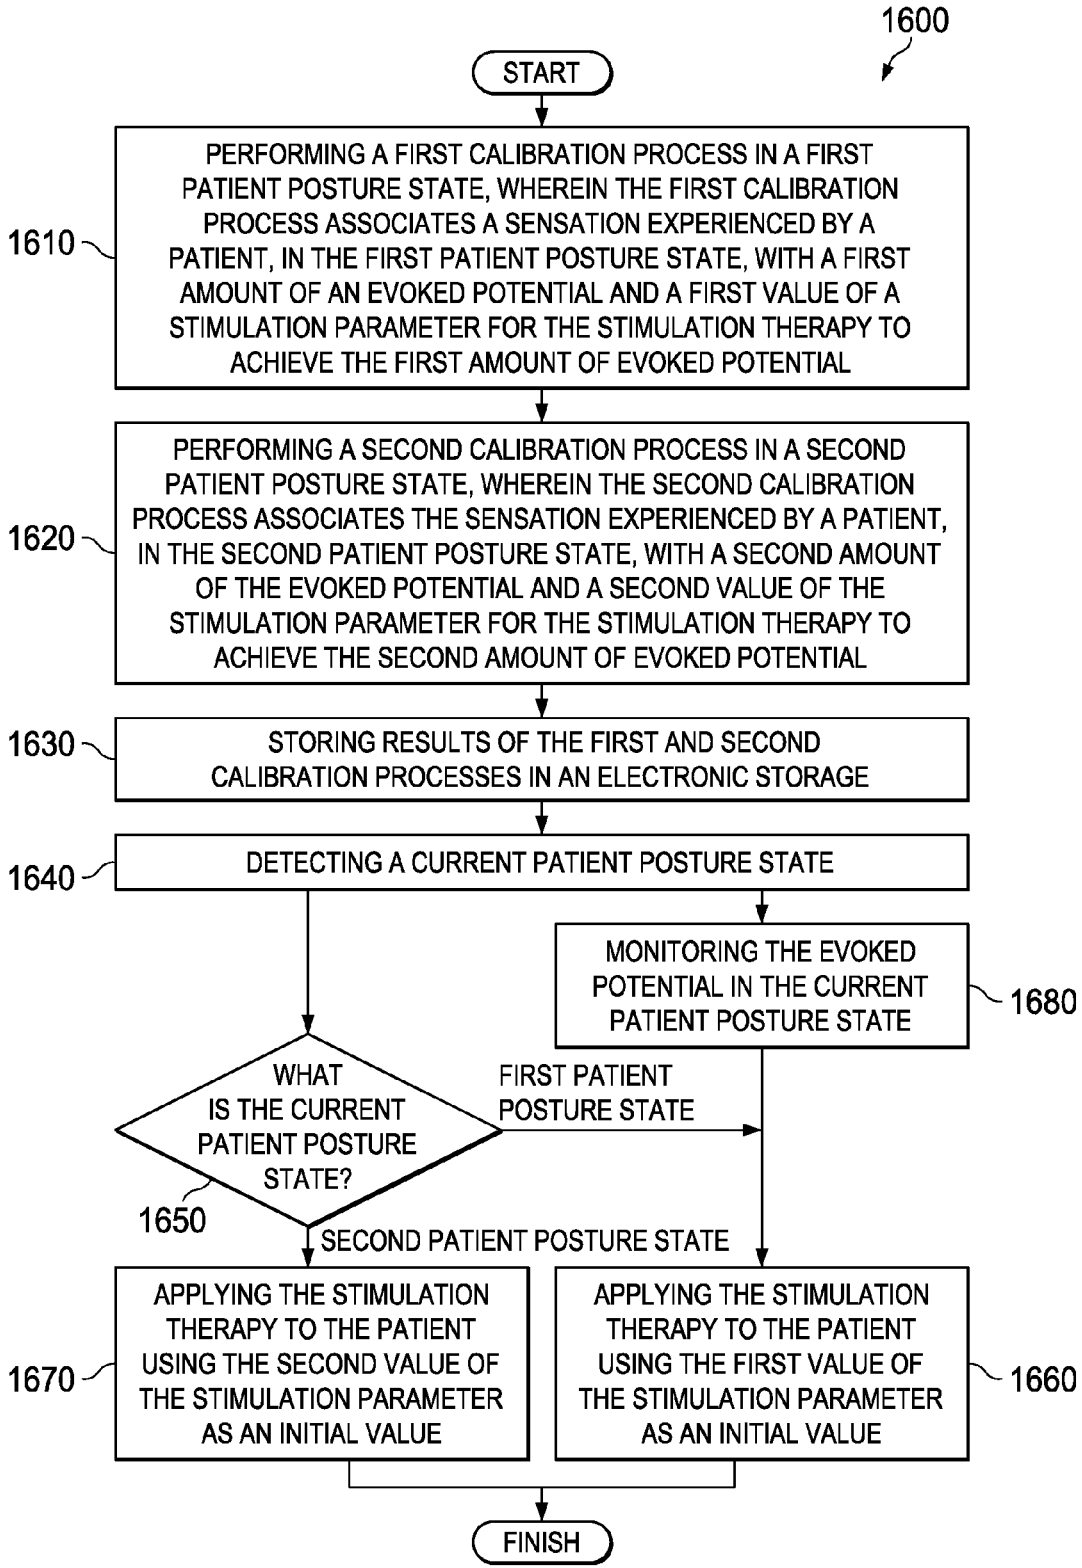 1600
START
PERFORMING A FIRST CALIBRATION PROCESS IN A FIRST
PATIENT POSTURE STATE, WHEREIN THE FIRST CALIBRATION
PROCESS ASSOCIATES A SENSATION EXPERIENCED BY A
PATIENT, IN THE FIRST PATIENT POSTURE STATE, WITH A FIRST
AMOUNT OF AN EVOKED POTENTIAL AND A FIRST VALUE OF A
STIMULATION PARAMETER FOR THE STIMULATION THERAPY TO
ACHIEVE THE FIRST AMOUNT OF EVOKED POTENTIAL
1610
PERFORMING A SECOND CALIBRATION PROCESS IN A SECOND
PATIENT POSTURE STATE, WHEREIN THE SECOND CALIBRATION
PROCESS ASSOCIATES THE SENSATION EXPERIENCED BY A PATIENT,
IN THE SECOND PATIENT POSTURE STATE, WITH A SECOND AMOUNT
OF THE EVOKED POTENTIAL AND A SECOND VALUE OF THE
STIMULATION PARAMETER FOR THE STIMULATION THERAPY TO
ACHIEVE THE SECOND AMOUNT OF EVOKED POTENTIAL
1620
STORING RESULTS OF THE FIRST AND SECOND
CALIBRATION PROCESSES IN AN ELECTRONIC STORAGE
1630
DETECTING A CURRENT PATIENT POSTURE STATE
1640
MONITORING THE EVOKED
POTENTIAL IN THE CURRENT
PATIENT POSTURE STATE
1680
WHAT
IS THE CURRENT
PATIENT POSTURE
STATE?
1650
FIRST PATIENT
POSTURE STATE
SECOND PATIENT POSTURE STATE
APPLYING THE STIMULATION
THERAPY TO THE PATIENT
USING THE SECOND VALUE OF
THE STIMULATION PARAMETER
AS AN INITIAL VALUE
1670
APPLYING THE STIMULATION
THERAPY TO THE PATIENT
USING THE FIRST VALUE OF
THE STIMULATION PARAMETER
AS AN INITIAL VALUE
1660
FINISH